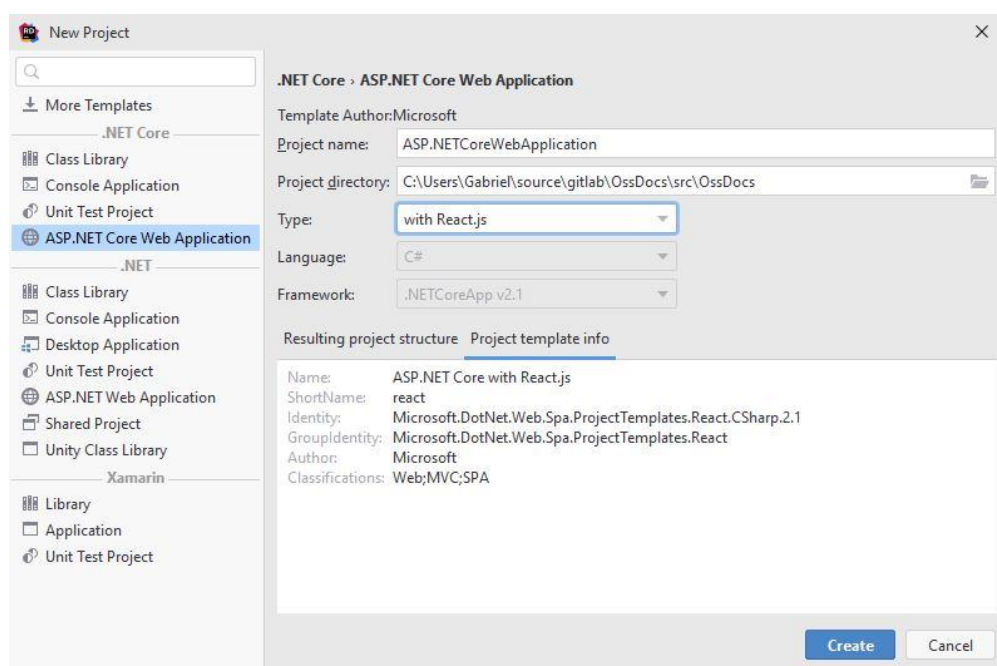 New Project
More Templates
.NET Core
Class Library
Console Application
Unit Test Project
ASP.NET Core Web Application
.NET
Class Library
Console Application
Desktop Application
Unit Test Project
ASP.NET Web Application
Shared Project
Unity Class Library
Xamarin
Library
Application
Unit Test Project
.NET Core › ASP.NET Core Web Application
Template Author:Microsoft
Project name: ASP.NETCoreWebApplication
Project directory: C:\Users\Gabriel\source\gitlab\OssDocs\src\OssDocs
Type: with React.js
Language: C#
Framework: .NETCoreApp v2.1
Resulting project structure Project template info
Name: ASP.NET Core with React.js
ShortName: react
Identity: Microsoft.DotNet.Web.Spa.ProjectTemplates.React.CSharp.2.1
GroupIdentity: Microsoft.DotNet.Web.Spa.ProjectTemplates.React
Author: Microsoft
Classifications: Web;MVC;SPA
Create Cancel